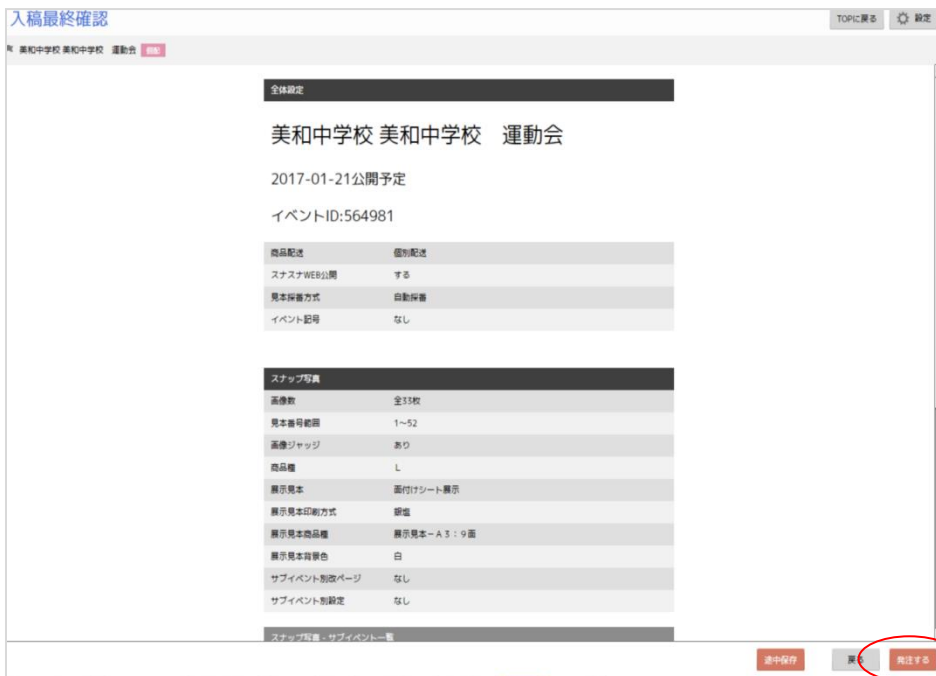 入稿最終確認
TOPに戻る 設定
美和中学校 美和中学校　運動会
全体設定
美和中学校 美和中学校　運動会
2017-01-21公開予定
イベントID:564981
商品配送 個別配送
スナスナWEB公開 する
見本採番方式 自動採番
イベント記号 なし
スナップ写真
画像数 全33枚
見本番号範囲 1～52
画像ジャッジ あり
商品種 L
展示見本 面付けシート展示
展示見本印刷方式 銀塩
展示見本商品種 展示見本－A3：9面
展示見本背景色 白
サブイベント別改ページ なし
サブイベント別設定 なし
スナップ写真 - サブイベント一覧
途中保存 戻る 発注する